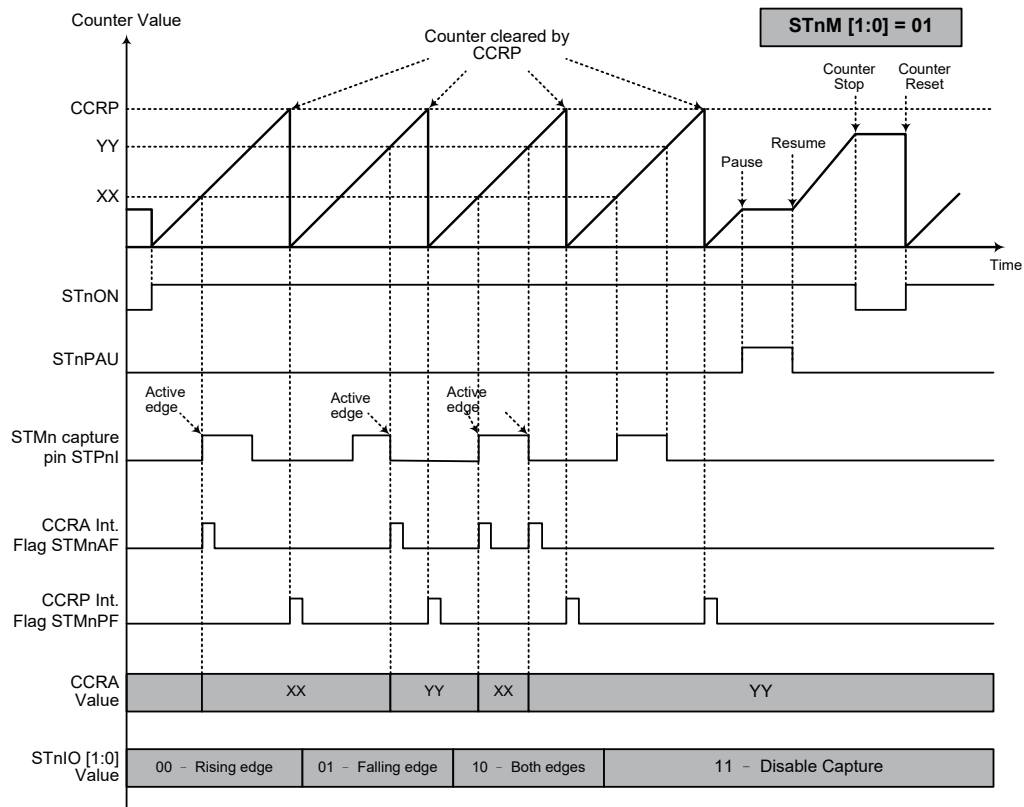 Counter Value
STnM [1:0] = 01
Counter cleared by
CCRP
Counter
Stop
Counter
Reset
CCRP
YY
XX
Pause
Resume
Time
STnON
STnPAU
Active
edge
Active
edge
Active
edge
STMn capture
pin STPnI
CCRA Int.
Flag STMnAF
CCRP Int.
Flag STMnPF
CCRA
Value
XX
YY
XX
YY
STnIO [1:0]
Value
00 – Rising edge
01 – Falling edge
10 – Both edges
11 – Disable Capture